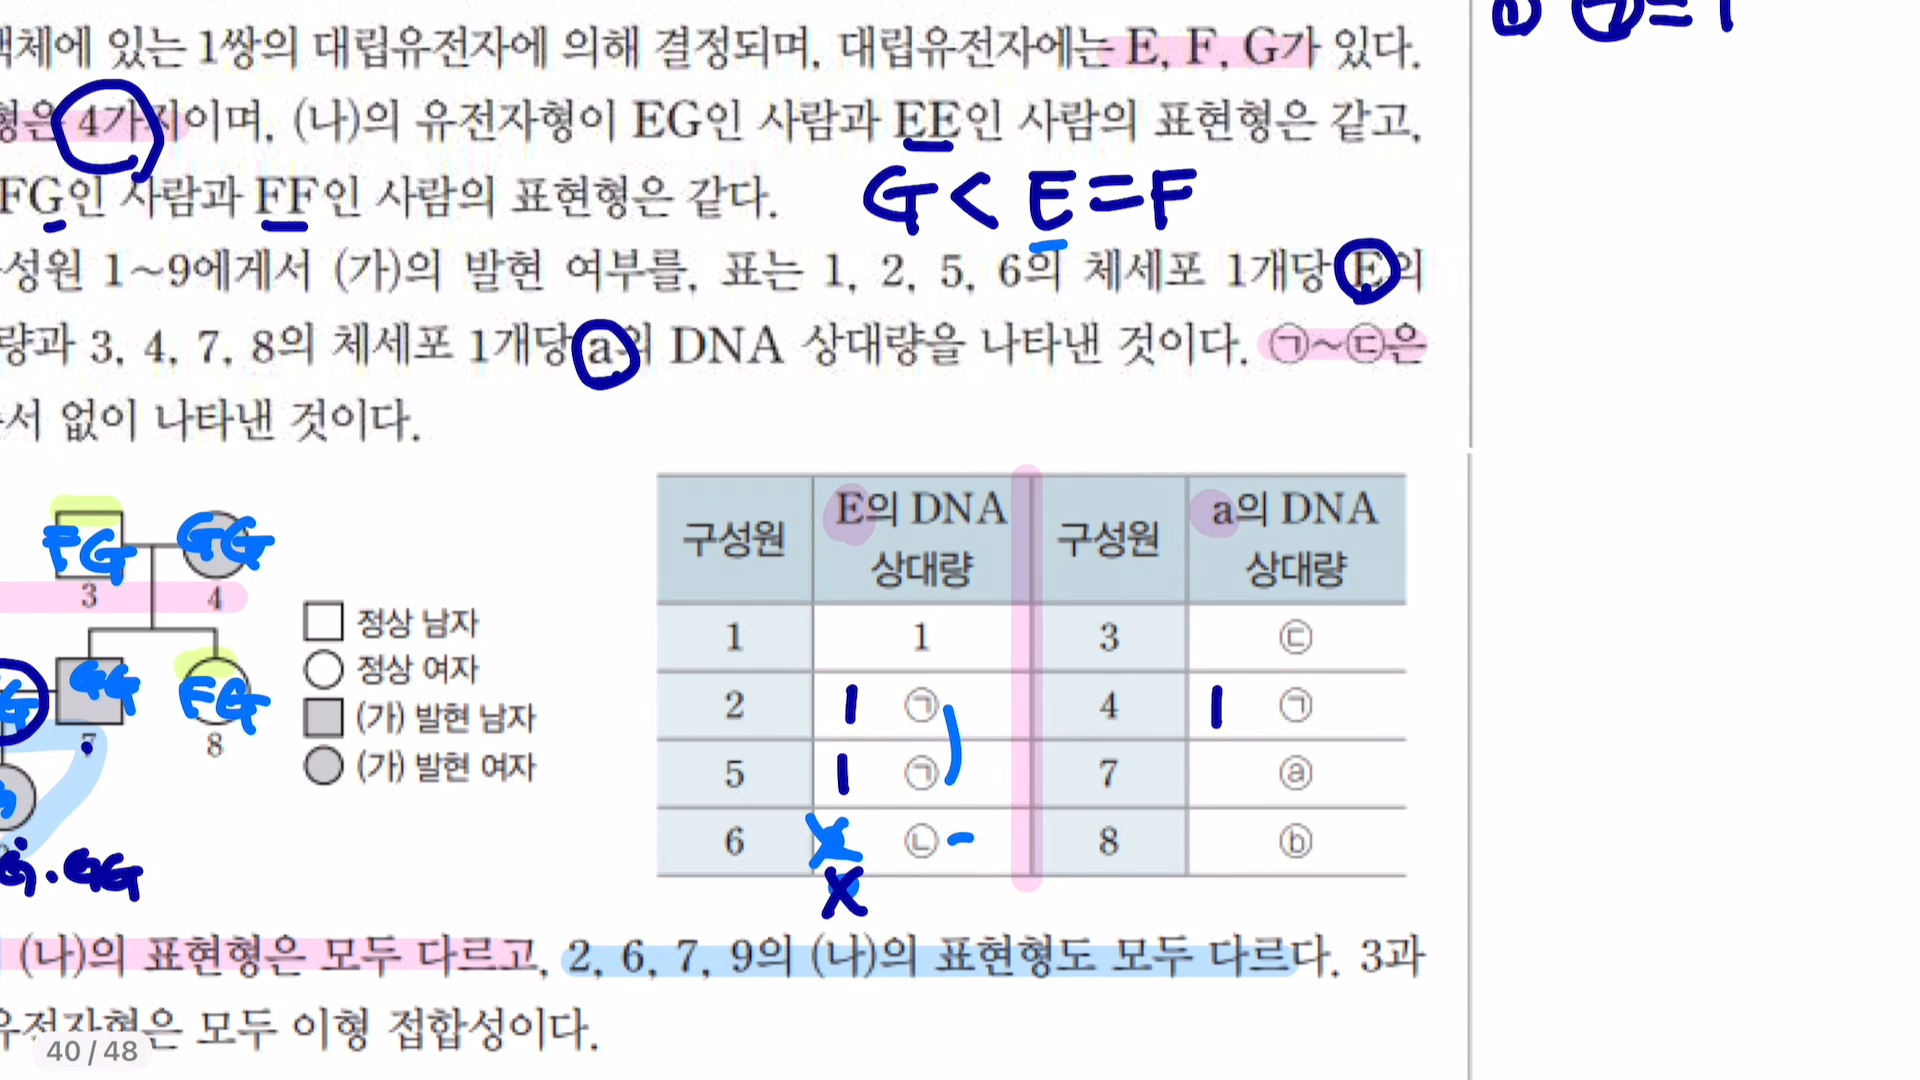 ⓐ ㉠=1
색체에 있는 1쌍의 대립유전자에 의해 결정되며, 대립유전자에는 E, F, G가 있다.
형은 4가지이며, (나)의 유전자형이 EG인 사람과 EE인 사람의 표현형은 같고,
FG인 사람과 FF인 사람의 표현형은 같다. G < E = F
성원 1~9에게서 (가)의 발현 여부를, 표는 1, 2, 5, 6의 체세포 1개당 E의
량과 3, 4, 7, 8의 체세포 1개당 a의 DNA 상대량을 나타낸 것이다. ㉠~㉢은
서 없이 나타낸 것이다.
구성원 E의 DNA 상대량 구성원 a의 DNA 상대량
1 1 3 ㉢
2 1 ㉠ 4 1 ㉠
5 1 ㉠ 7 ⓐ
6 × ㉡ - 8 ⓑ
×
FG GG
3 4
정상 남자
정상 여자
(가) 발현 남자
(가) 발현 여자
G GG FG
7 8
G. GG
(나)의 표현형은 모두 다르고, 2, 6, 7, 9의 (나)의 표현형도 모두 다르다. 3과
유전자형은 모두 이형 접합성이다.
40 / 48